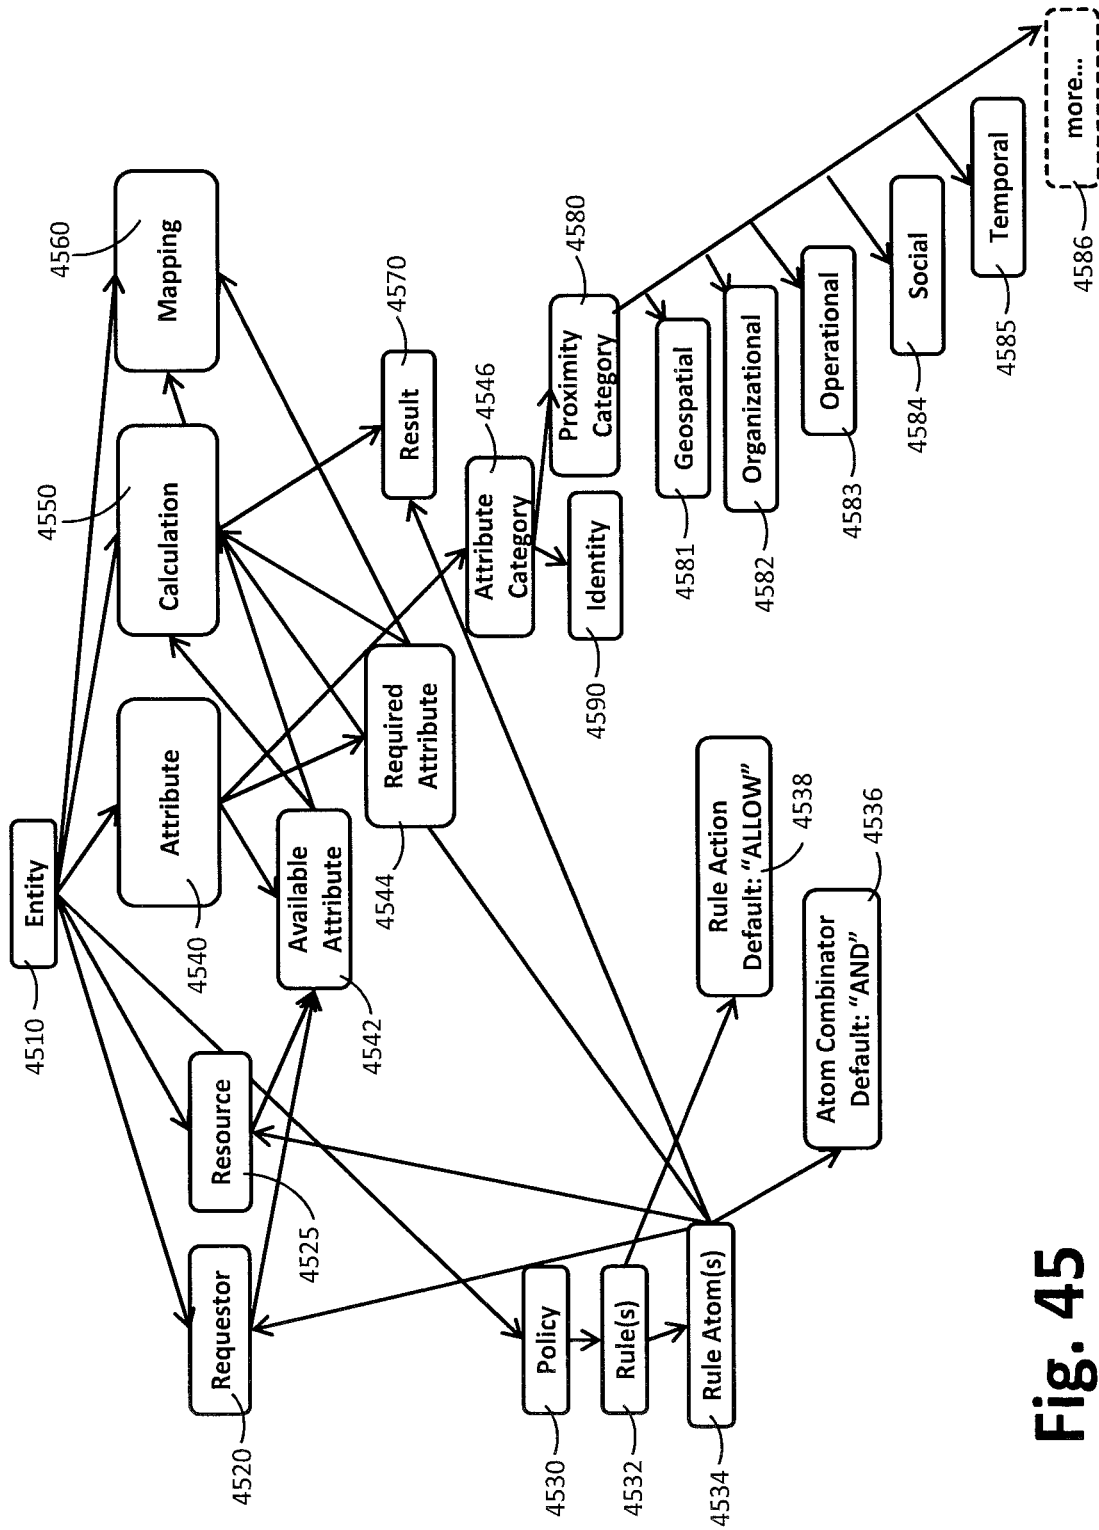 Entity
4510
Requestor
4520
Resource
4525
Attribute
4540
Calculation
4550
Mapping
4560
Available
Attribute
4542
Required
Attribute
4544
Result
4570
Attribute
Category
4546
Identity
4590
Proximity
Category
4580
Geospatial
4581
Organizational
4582
Operational
4583
Social
4584
Temporal
4585
more...
4586
Policy
4530
Rule(s)
4532
Rule Atom(s)
4534
Rule Action
Default: “ALLOW”
4538
Atom Combinator
Default: “AND”
4536
Fig. 45